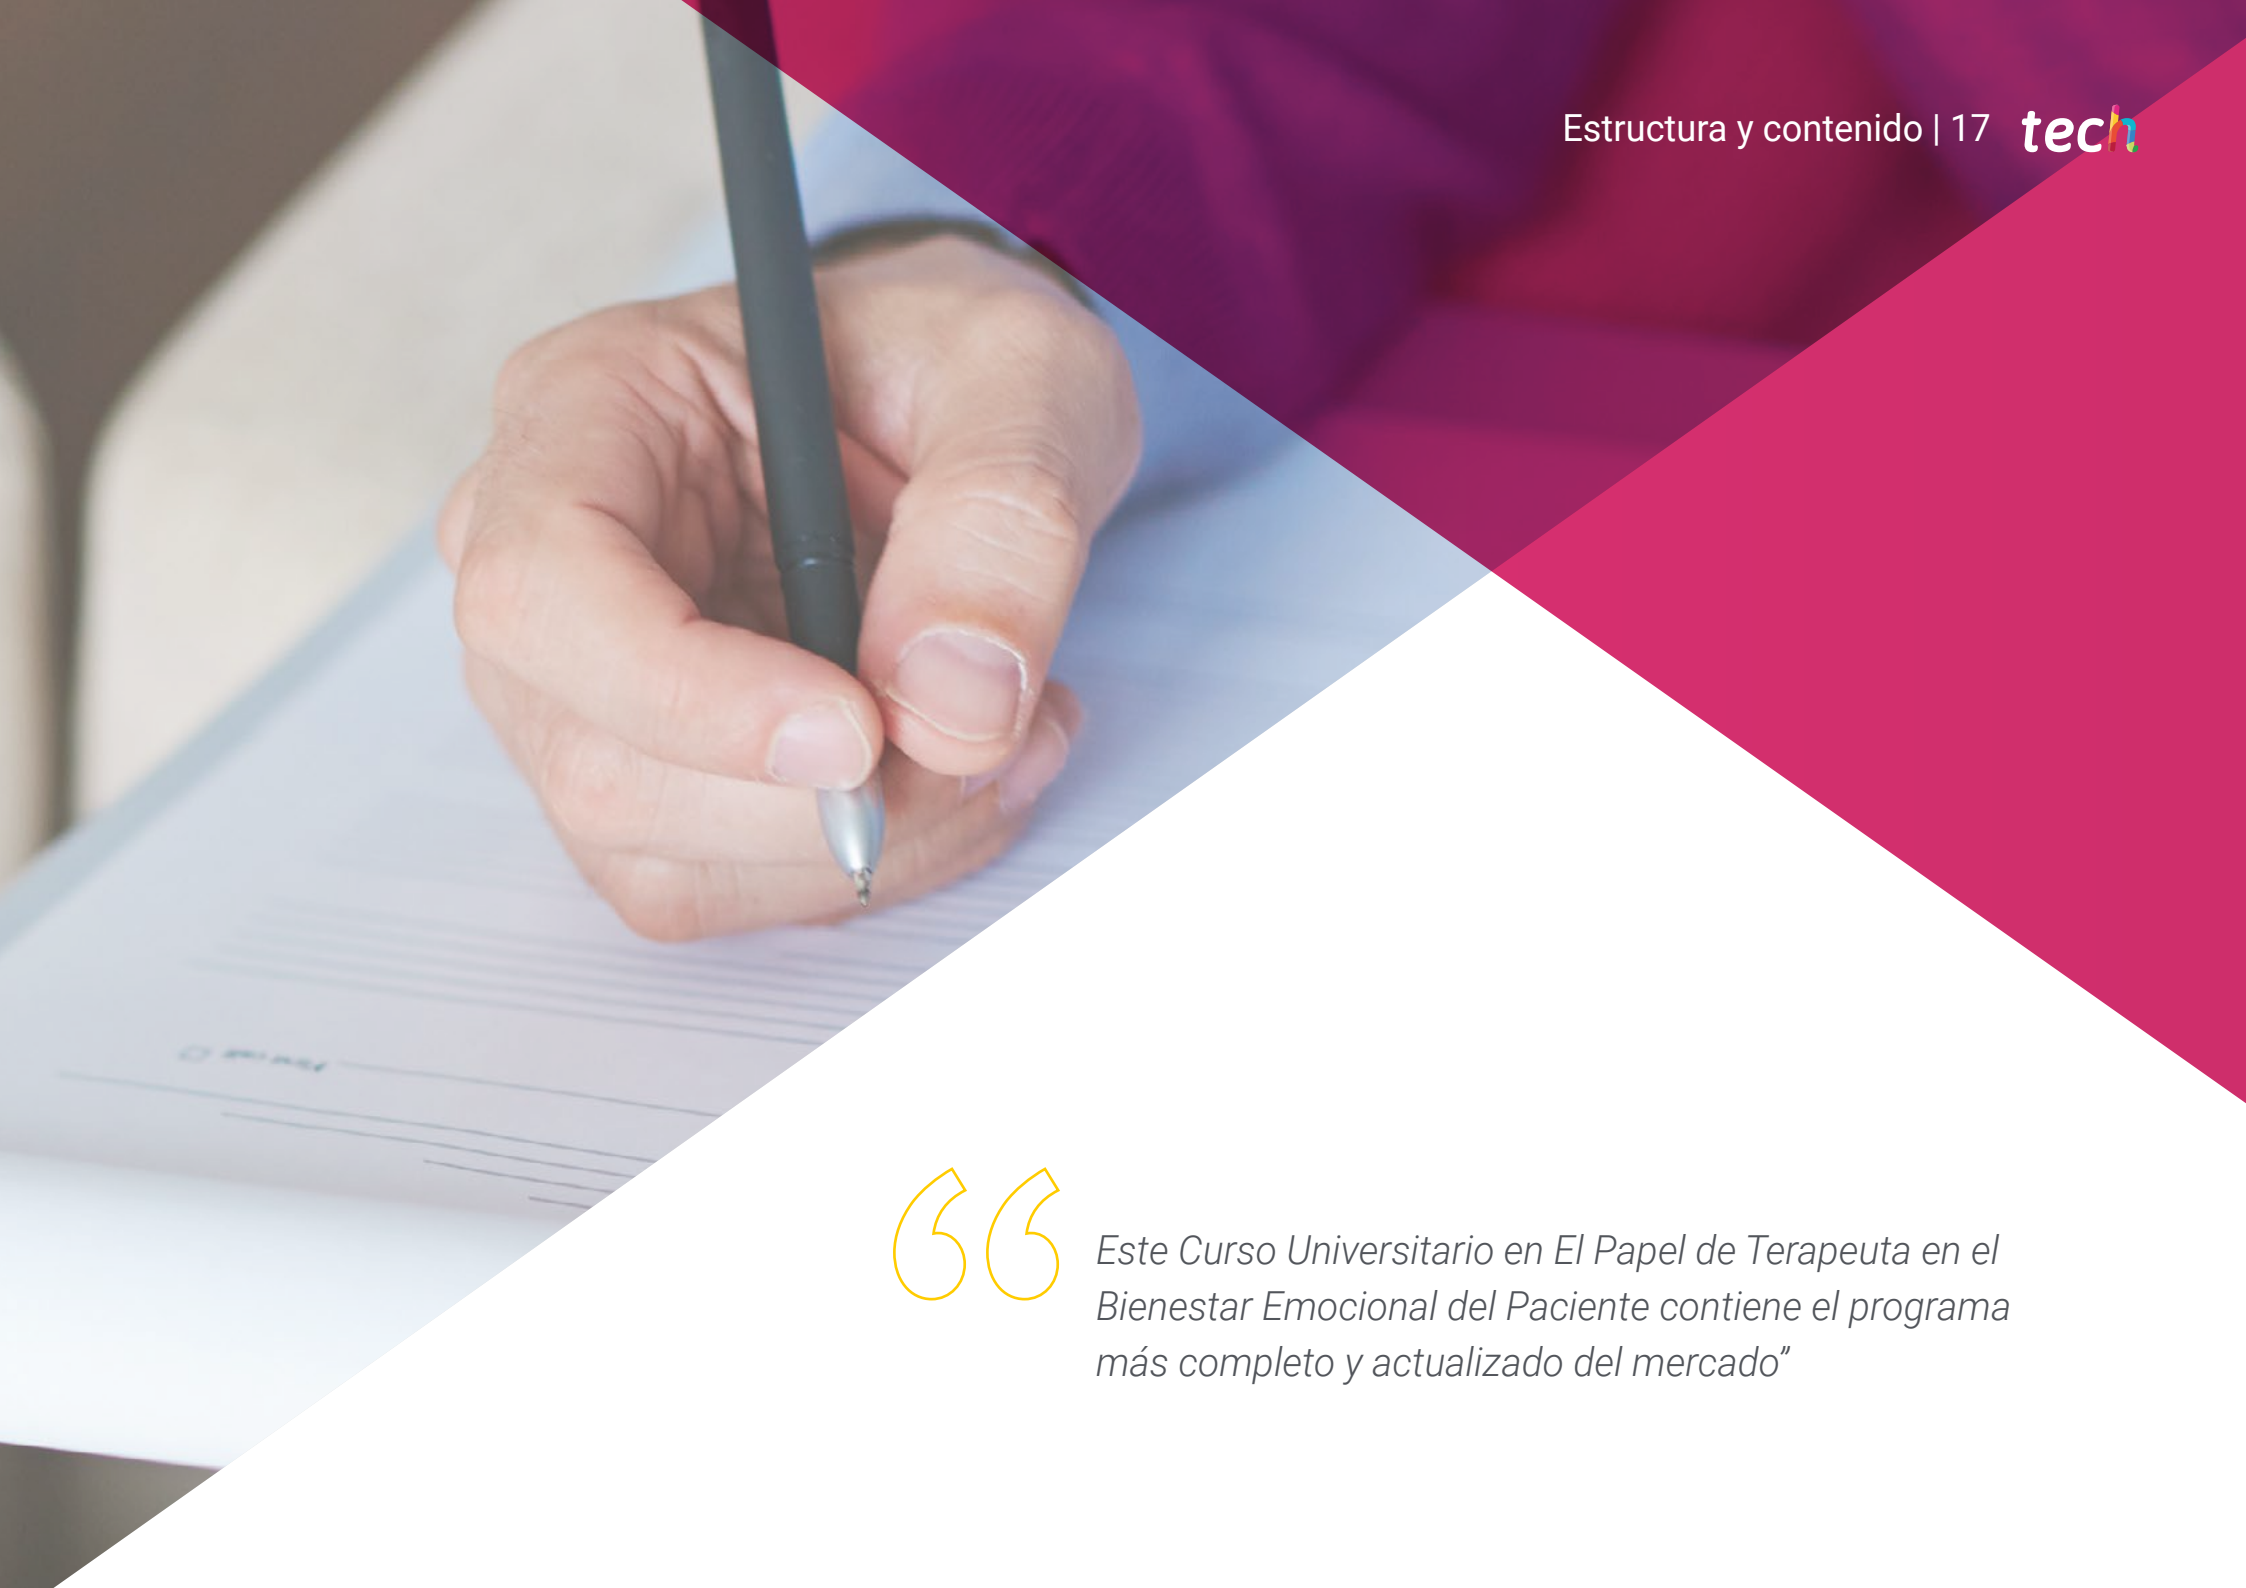 Estructura y contenido | 17 tech
Este Curso Universitario en El Papel de Terapeuta en el
Bienestar Emocional del Paciente contiene el programa
más completo y actualizado del mercado”